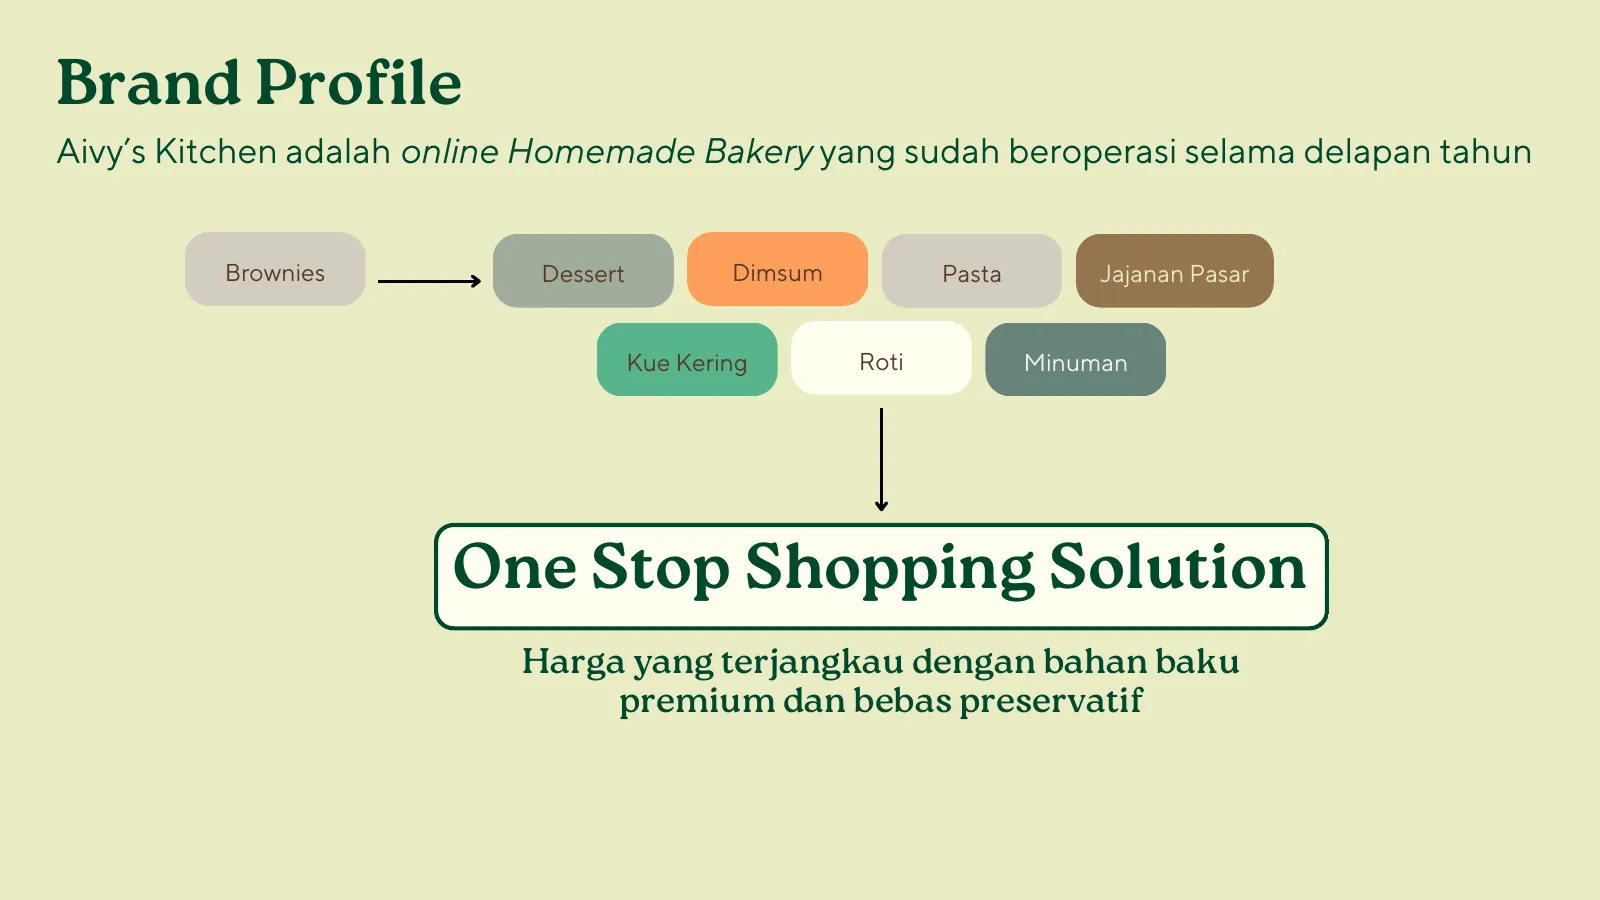 Brand Profile
Aivy's Kitchen adalah online Homemade Bakery yang sudah beroperasi selama delapan tahun
Brownies
Dessert
Dimsum
Pasta
Jajanan Pasar
Kue Kering
Roti
Minuman
One Stop Shopping Solution
Harga yang terjangkau dengan bahan baku
premium dan bebas preservatif